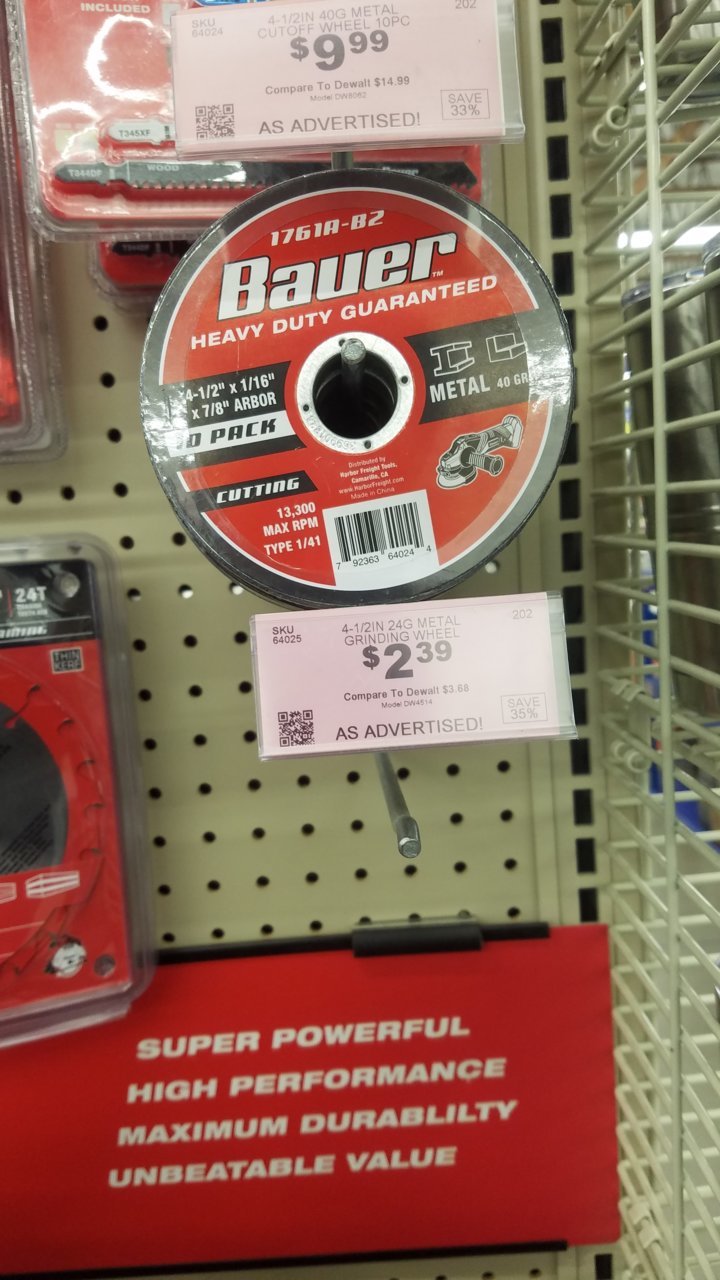 INCLUDED
T345XF
T344DP
WOOD
Bauer
T344DP
SKU
64024
4-1/2IN 40G METAL
CUTOFF WHEEL 10PC
202
$9.99
Compare To Dewalt $14.99
Model DW8062
SAVE
33%
AS ADVERTISED!
1761A-B2
Bauer™
HEAVY DUTY GUARANTEED
4-1/2" x 1/16"
x 7/8" ARBOR
METAL 40 GR
0 PACK
CUTTING
13,300
MAX RPM
TYPE 1/41
Distributed by
Harbor Freight Tools,
Camarillo, CA
www.HarborFreight.com
Made in China
7 92363 64024 4
SKU
64025
4-1/2IN 24G METAL
GRINDING WHEEL
202
$2.39
Compare To Dewalt $3.68
Model DW4514
SAVE
35%
AS ADVERTISED!
24T
THIN
KERF
SUPER POWERFUL
HIGH PERFORMANCE
MAXIMUM DURABLILTY
UNBEATABLE VALUE